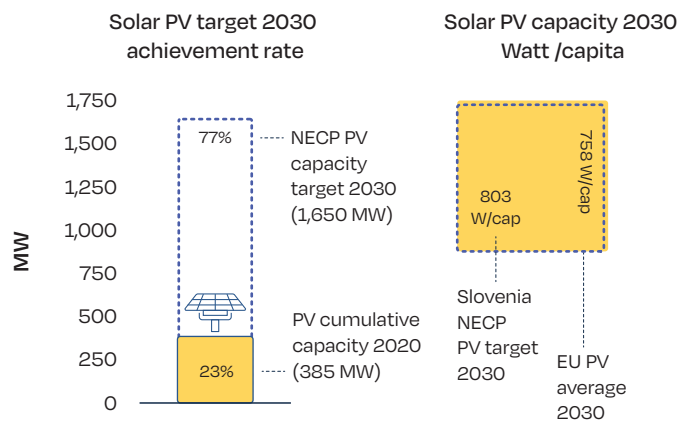 Solar PV target 2030
achievement rate
1,750
1,500
1,250
1,000
750
500
250
0
MW
77%
23%
NECP PV
capacity
target 2030
(1,650 MW)
PV cumulative
capacity 2020
(385 MW)
Solar PV capacity 2030
Watt /capita
803
W/cap
758 W/cap
Slovenia
NECP
PV target
2030
EU PV
average
2030